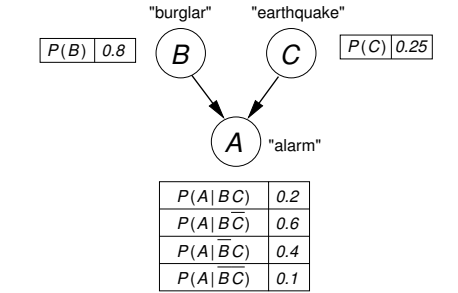 "burglar" "earthquake"
P(B) 0.8 B C P(C) 0.25
A "alarm"
P(A|BC) 0.2
P(A|BC̅) 0.6
P(A|B̅C) 0.4
P(A|B̅C̅) 0.1